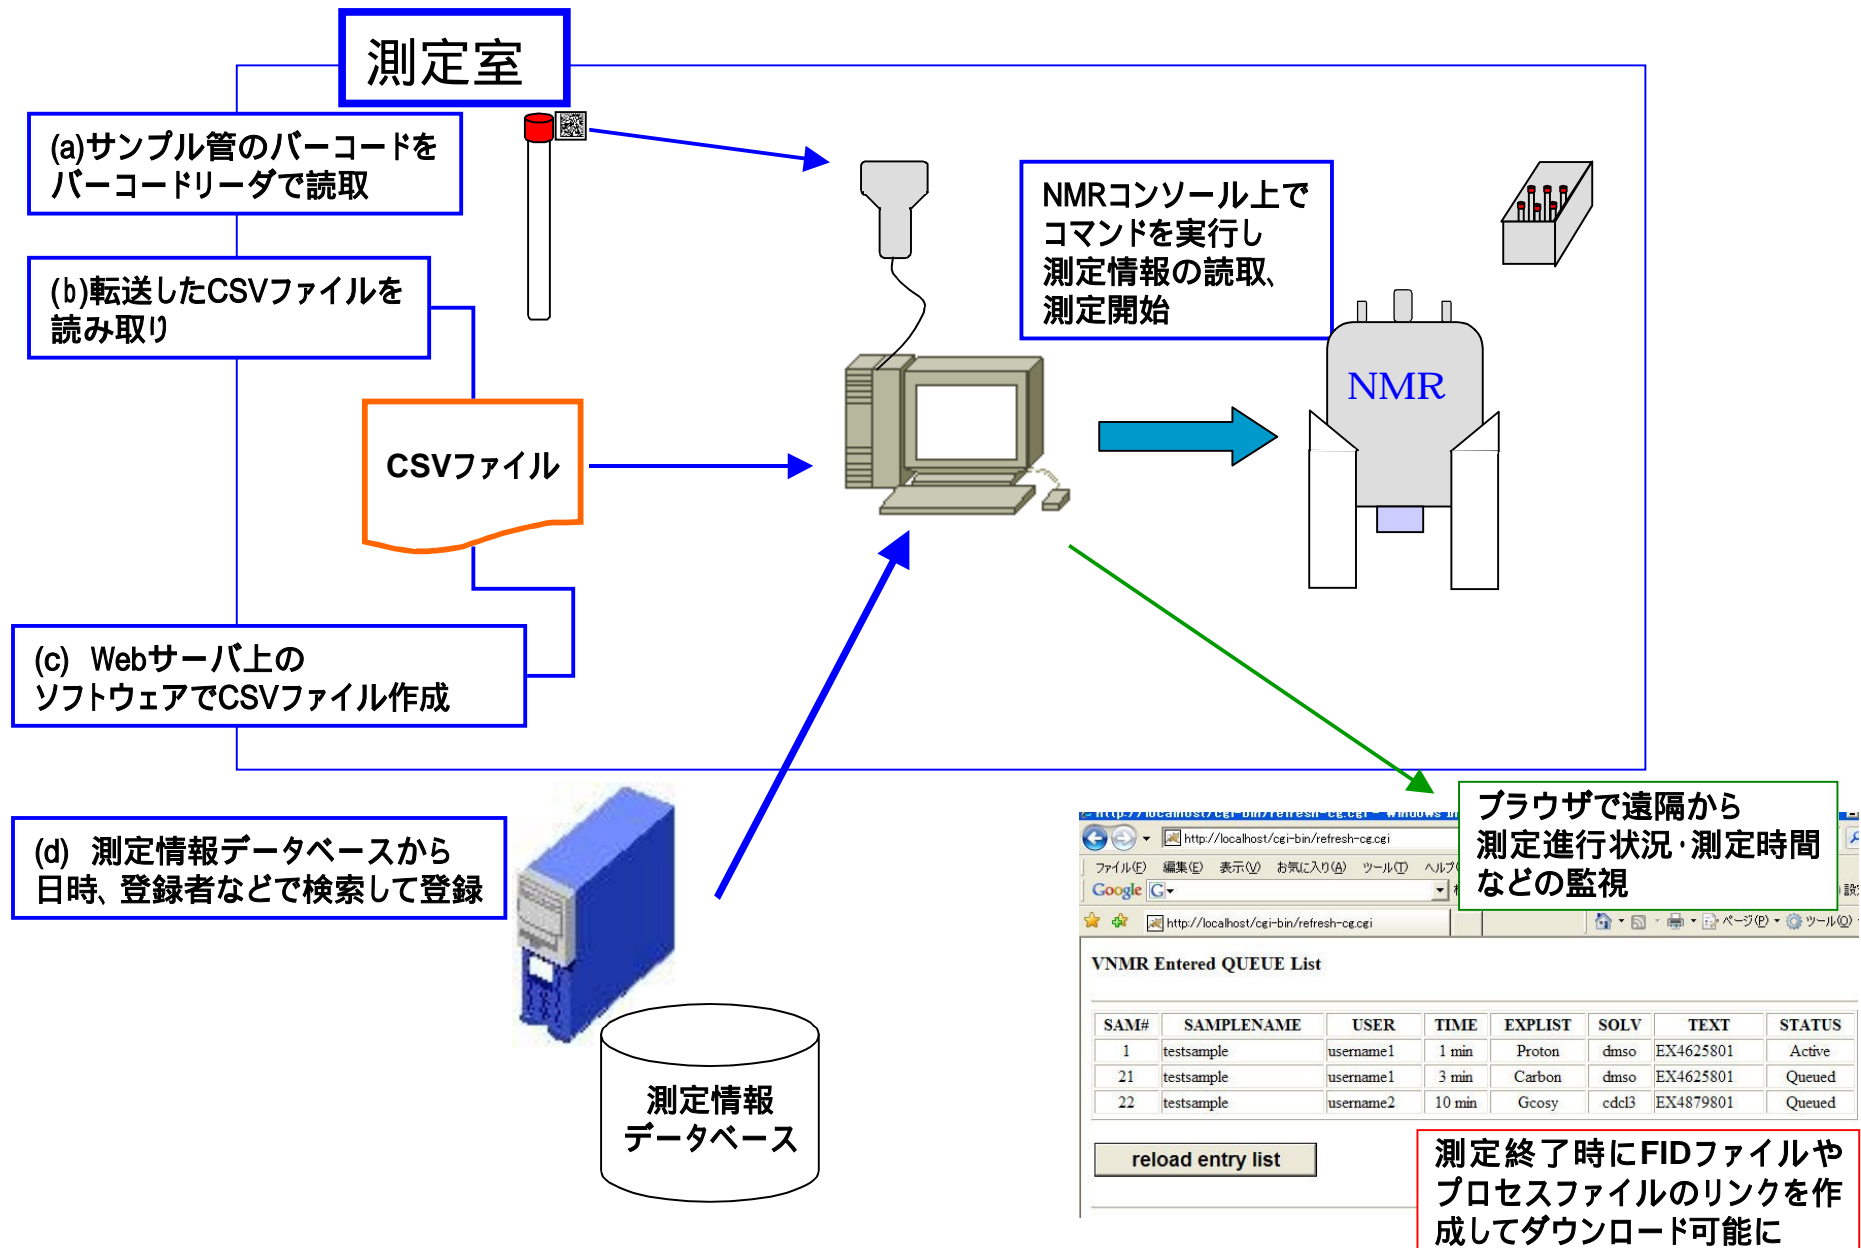 測定室
(a)サンプル管のバーコードを
バーコードリーダで読取
(b)転送したCSVファイルを
読み取り
CSVファイル
(c) Webサーバ上の
ソフトウェアでCSVファイル作成
(d) 測定情報データベースから
日時、登録者などで検索して登録
測定情報
データベース
NMRコンソール上で
コマンドを実行し
測定情報の読取、
測定開始
NMR
ブラウザで遠隔から
測定進行状況・測定時間
などの監視
http://localhost/cgi-bin/refresh-cg.cgi - Windows In
http://localhost/cgi-bin/refresh-cg.cgi
ファイル(F) 編集(E) 表示(V) お気に入り(A) ツール(T) ヘルプ(
Google G
http://localhost/cgi-bin/refresh-cg.cgi ページ(P) ツール(O)
VNMR Entered QUEUE List
SAM# SAMPLENAME USER TIME EXPLIST SOLV TEXT STATUS
1 testsample username1 1 min Proton dmso EX4625801 Active
21 testsample username1 3 min Carbon dmso EX4625801 Queued
22 testsample username2 10 min Gcosy cdcl3 EX4879801 Queued
reload entry list
測定終了時にFIDファイルや
プロセスファイルのリンクを作
成してダウンロード可能に